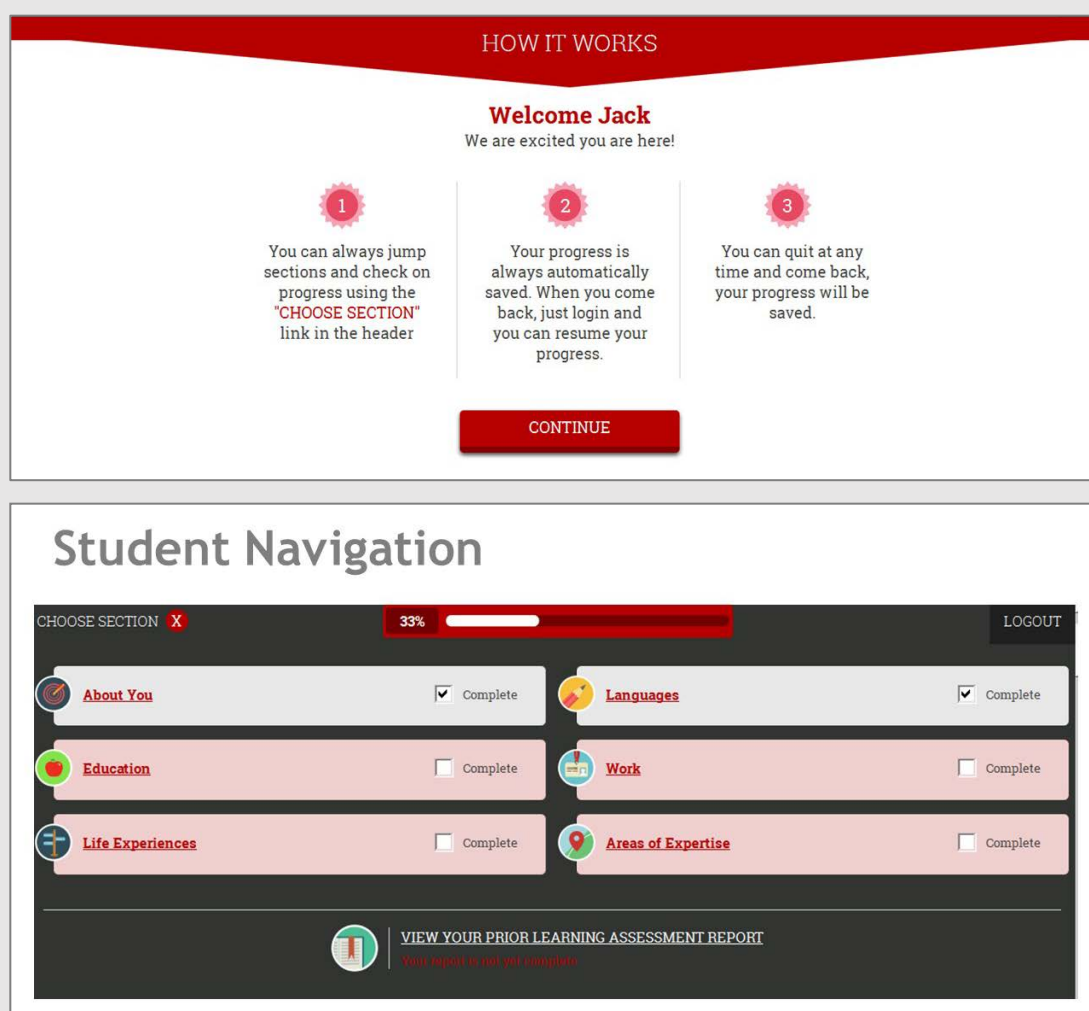 HOW IT WORKS
Welcome Jack
We are excited you are here!
1
You can always jump
sections and check on
progress using the
"CHOOSE SECTION"
link in the header
2
Your progress is
always automatically
saved. When you come
back, just login and
you can resume your
progress.
3
You can quit at any
time and come back,
your progress will be
saved.
CONTINUE
Student Navigation
CHOOSE SECTION X
33%
LOGOUT
About You
Complete
Languages
Complete
Education
Complete
Work
Complete
Life Experiences
Complete
Areas of Expertise
Complete
VIEW YOUR PRIOR LEARNING ASSESSMENT REPORT
Your report is not yet complete